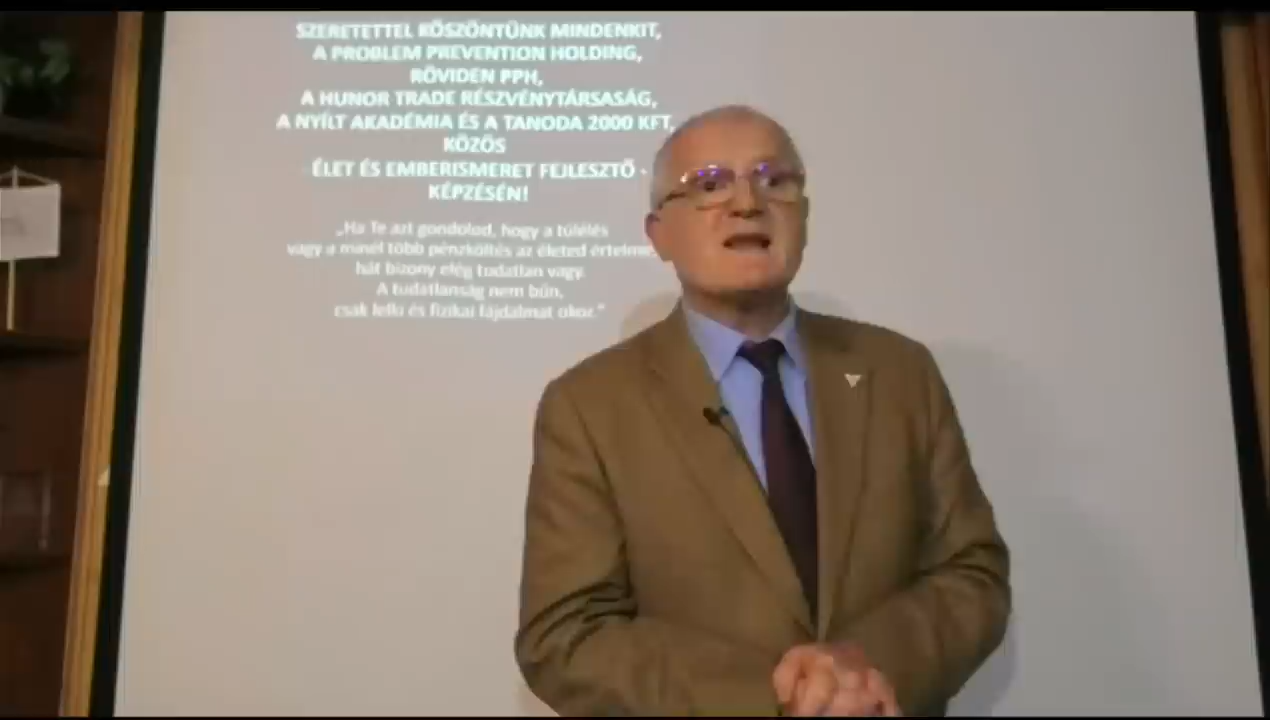 SZERETETTEL KÖSZÖNTÜNK MINDENKIT,
A PROBLEM PREVENTION HOLDING,
RÖVIDEN PPH,
A HUNOR TRADE RÉSZVÉNYTÁRSASÁG,
A NYÍLT AKADÉMIA ÉS A TANODA 2000 KFT,
KÖZÖS
- ÉLET ÉS EMBERISMERET FEJLESZTŐ -
KÉPZÉSÉN!
„Ha Te azt gondolod, hogy a túlélés
vagy a minél több pénzköltés az életed értelme,
hát bizony elég tudatlan vagy.
A tudatlanság nem bűn,
csak lelki és fizikai fájdalmat okoz."